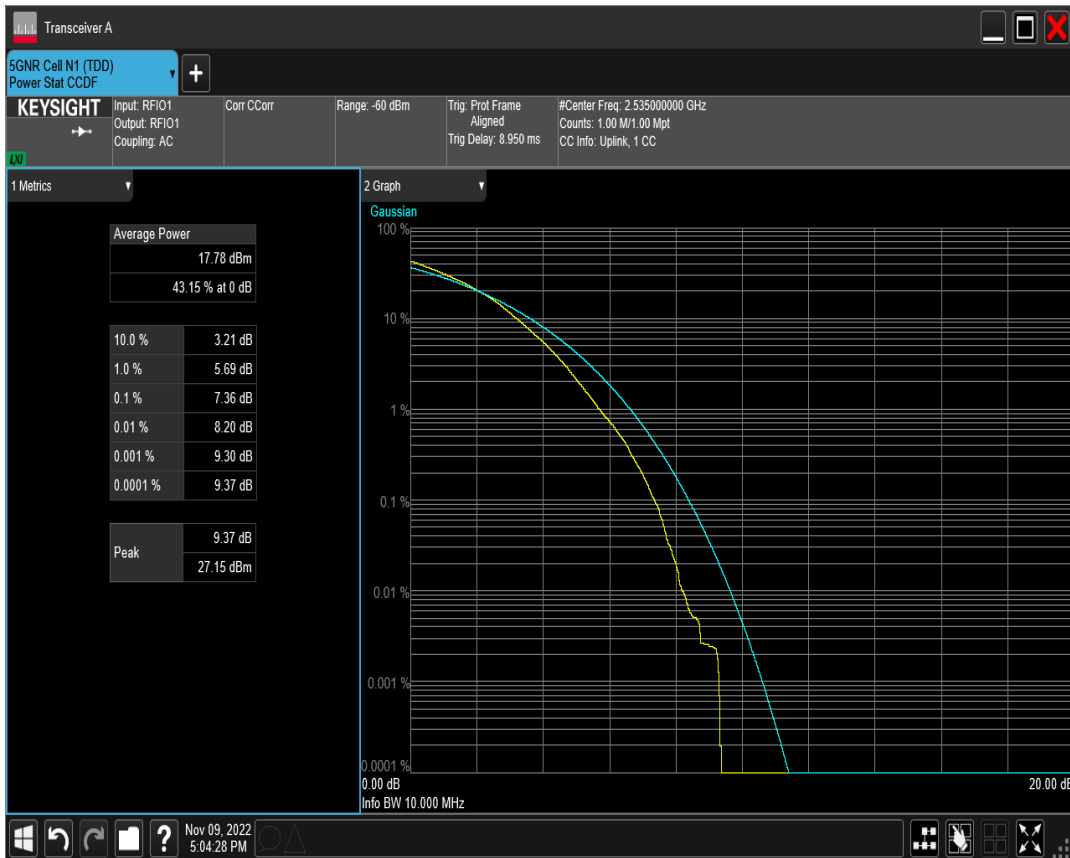 Transceiver A
5GNR Cell N1 (TDD)
Power Stat CCDF
+
KEYSIGHT
LXI
Input: RFIO1
Output: RFIO1
Coupling: AC
Corr CCorr
Range: -60 dBm
Trig: Prot Frame
Aligned
Trig Delay: 8.950 ms
#Center Freq: 2.535000000 GHz
Counts: 1.00 M/1.00 Mpt
CC Info: Uplink, 1 CC
1 Metrics
Average Power
17.78 dBm
43.15 % at 0 dB
10.0 % 3.21 dB
1.0 % 5.69 dB
0.1 % 7.36 dB
0.01 % 8.20 dB
0.001 % 9.30 dB
0.0001 % 9.37 dB
Peak
9.37 dB
27.15 dBm
2 Graph
Gaussian
100 %
10 %
1 %
0.1 %
0.01 %
0.001 %
0.0001 %
0.00 dB
20.00 dB
Info BW 10.000 MHz
?
Nov 09, 2022
5:04:28 PM